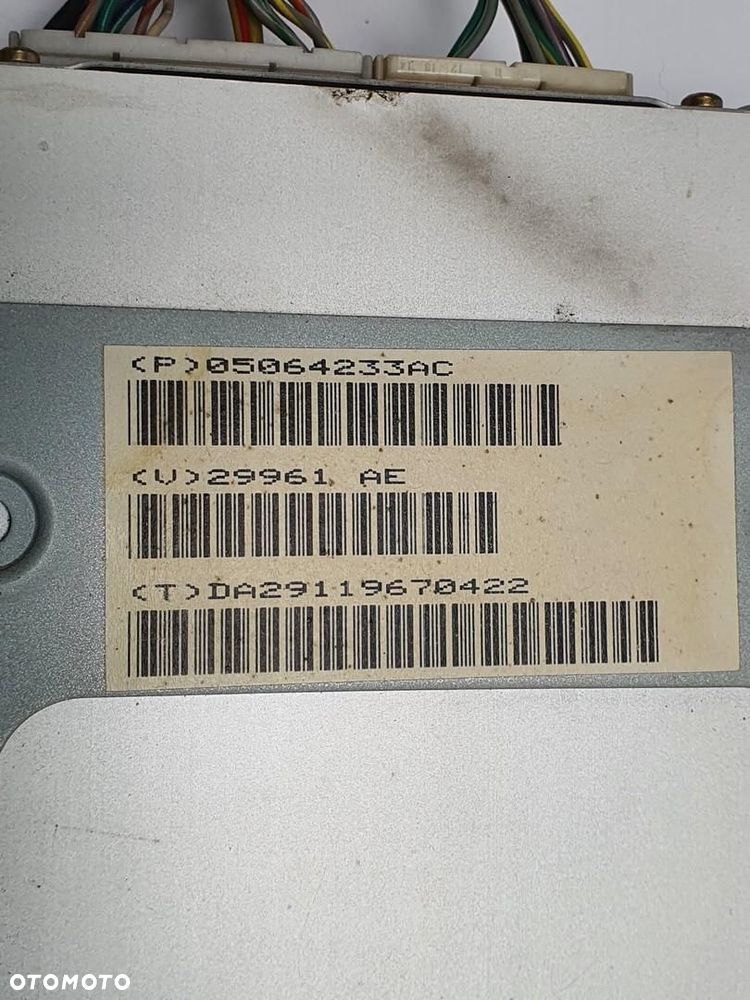 (P)05064233AC
(V)29961 AE
(T)DA29119670422
OTOMOTO